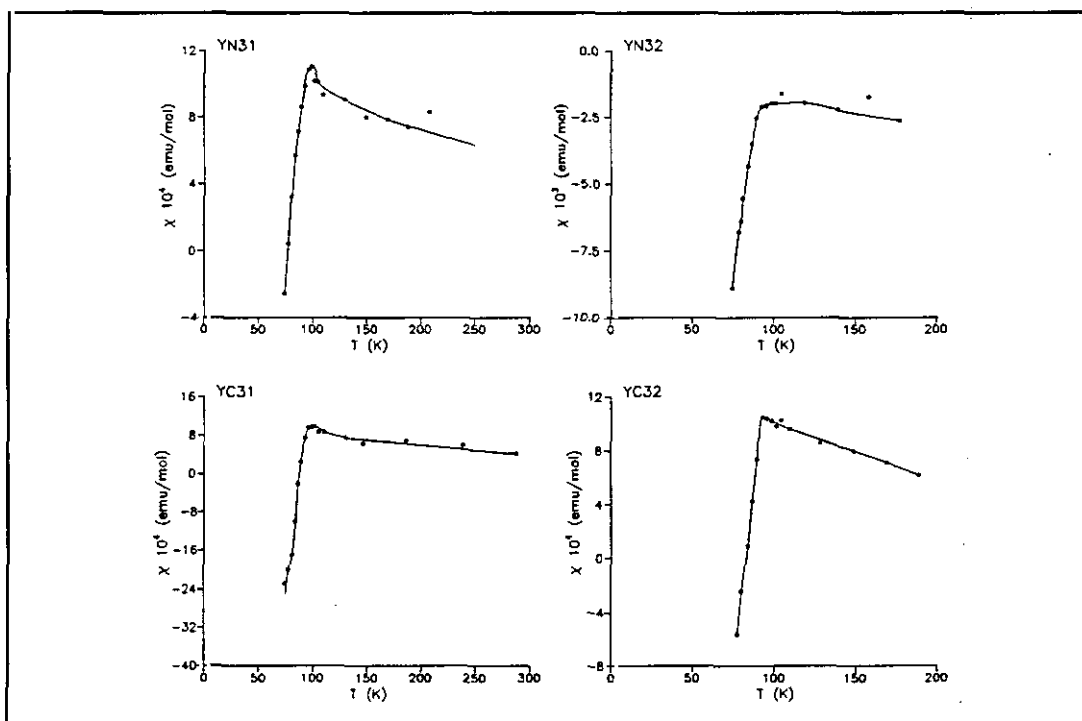 YN31
12
8
4
0
-4
χ 10⁴ (emu/mol)
0 50 100 150 200 250 300
T (K)
YN32
0.0
-2.5
-5.0
-7.5
-10.0
χ 10³ (emu/mol)
0 50 100 150 200
T (K)
YC31
16
8
0
-8
-16
-24
-32
-40
χ 10⁴ (emu/mol)
0 50 100 150 200 250 300
T (K)
YC32
12
8
4
0
-4
-8
χ 10⁴ (emu/mol)
0 50 100 150 200
T (K)